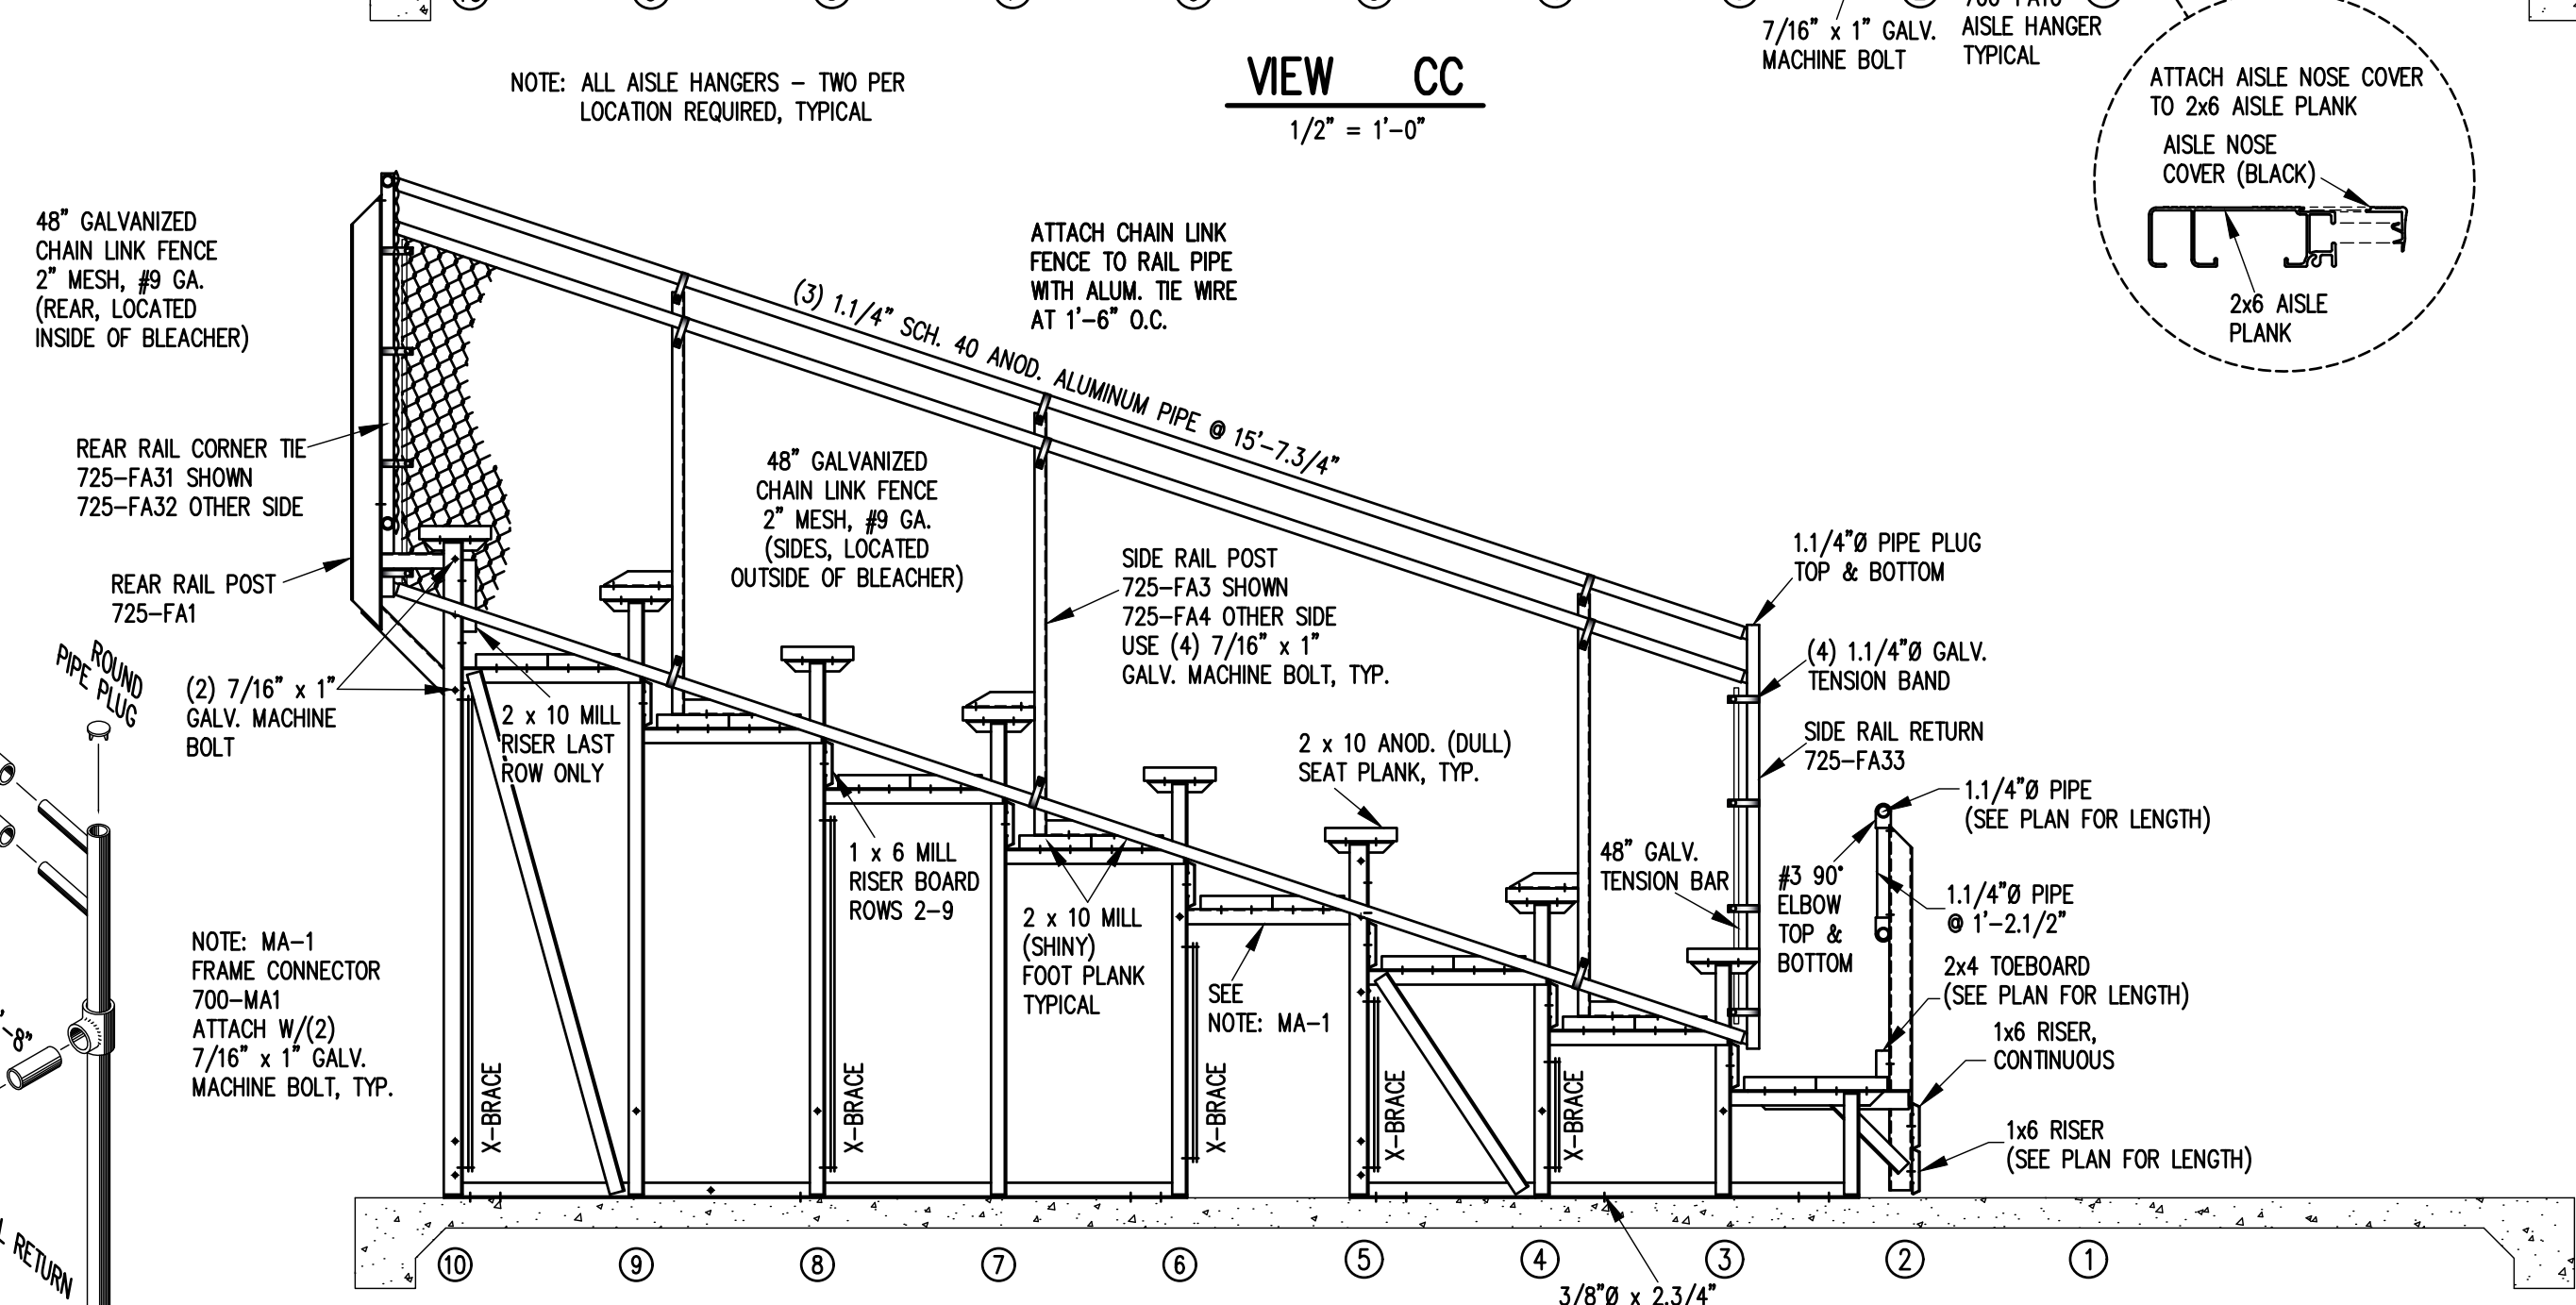 7/16" x 1" GALV.
MACHINE BOLT
AISLE HANGER
TYPICAL
NOTE: ALL AISLE HANGERS – TWO PER
LOCATION REQUIRED, TYPICAL
VIEW CC
1/2" = 1'-0"
ATTACH AISLE NOSE COVER
TO 2x6 AISLE PLANK
AISLE NOSE
COVER (BLACK)
2x6 AISLE
PLANK
48" GALVANIZED
CHAIN LINK FENCE
2" MESH, #9 GA.
(REAR, LOCATED
INSIDE OF BLEACHER)
ATTACH CHAIN LINK
FENCE TO RAIL PIPE
WITH ALUM. TIE WIRE
AT 1'-6" O.C.
(3) 1.1/4" SCH. 40 ANOD. ALUMINUM PIPE @ 15'-7.3/4"
REAR RAIL CORNER TIE
725-FA31 SHOWN
725-FA32 OTHER SIDE
48" GALVANIZED
CHAIN LINK FENCE
2" MESH, #9 GA.
(SIDES, LOCATED
OUTSIDE OF BLEACHER)
SIDE RAIL POST
725-FA3 SHOWN
725-FA4 OTHER SIDE
USE (4) 7/16" x 1"
GALV. MACHINE BOLT, TYP.
1.1/4"Ø PIPE PLUG
TOP & BOTTOM
REAR RAIL POST
725-FA1
(4) 1.1/4"Ø GALV.
TENSION BAND
ROUND
PIPE PLUG
(2) 7/16" x 1"
GALV. MACHINE
BOLT
2 x 10 MILL
RISER LAST
ROW ONLY
2 x 10 ANOD. (DULL)
SEAT PLANK, TYP.
SIDE RAIL RETURN
725-FA33
1.1/4"Ø PIPE
(SEE PLAN FOR LENGTH)
1 x 6 MILL
RISER BOARD
ROWS 2-9
48" GALV.
TENSION BAR
#3 90°
ELBOW
TOP &
BOTTOM
1.1/4"Ø PIPE
@ 1'-2.1/2"
2 x 10 MILL
(SHINY)
FOOT PLANK
TYPICAL
NOTE: MA-1
FRAME CONNECTOR
700-MA1
ATTACH W/(2)
7/16" x 1" GALV.
MACHINE BOLT, TYP.
SEE
NOTE: MA-1
2x4 TOEBOARD
(SEE PLAN FOR LENGTH)
1x6 RISER,
CONTINUOUS
-8"
X-BRACE
X-BRACE
X-BRACE
X-BRACE
X-BRACE
1x6 RISER
(SEE PLAN FOR LENGTH)
RETURN
10
9
8
7
6
5
4
3
2
1
3/8"Ø x 2.3/4"